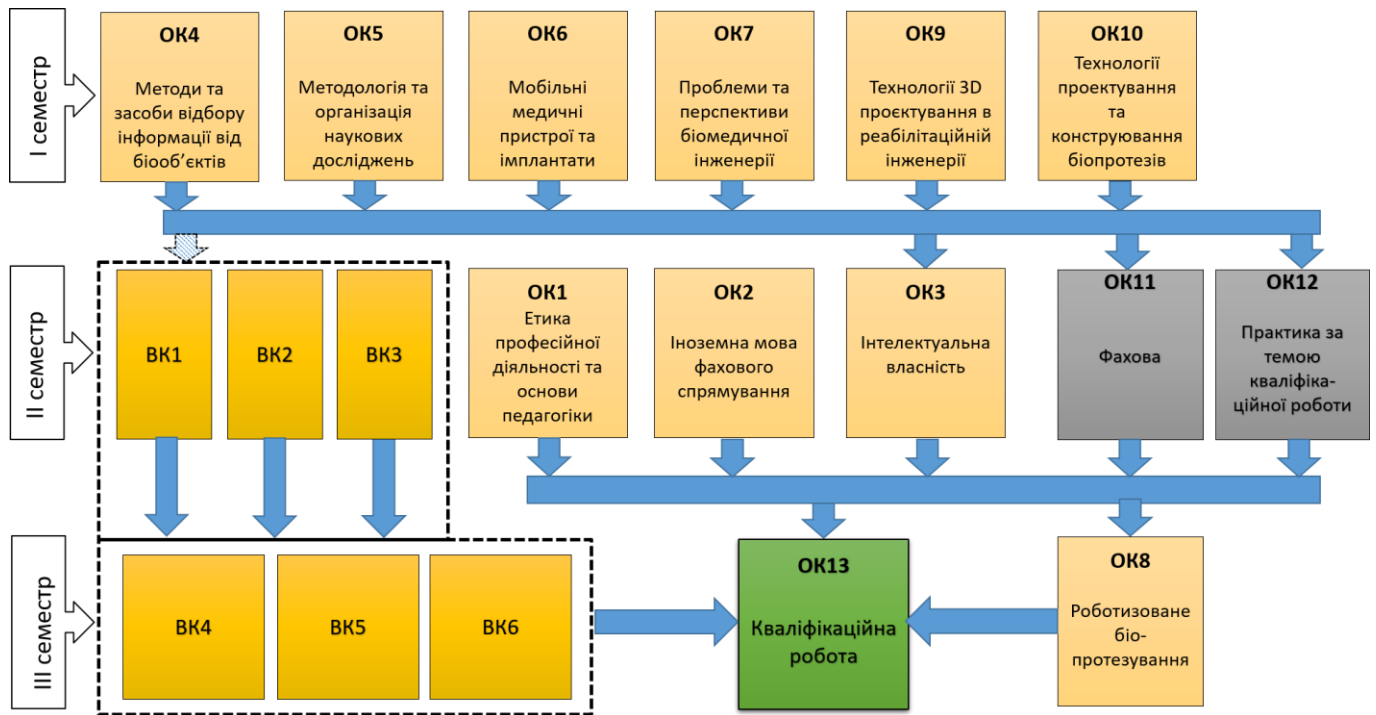 І семестр
ОК4
Методи та
засоби відбору
інформації від
біооб’єктів
ОК5
Методологія та
організація
наукових
досліджень
ОК6
Мобільні
медичні
пристрої та
імплантати
ОК7
Проблеми та
перспективи
біомедичної
інженерії
ОК9
Технології 3D
проєктування в
реабілітаційній
інженерії
ОК10
Технології
проектування
та
конструювання
біопротезів
ІІ семестр
ВК1
ВК2
ВК3
ОК1
Етика
професійної
діяльності та
основи
педагогіки
ОК2
Іноземна мова
фахового
спрямування
ОК3
Інтелектуальна
власність
ОК11
Фахова
ОК12
Практика за
темою
кваліфіка-
ційної роботи
ІІІ семестр
ВК4
ВК5
ВК6
ОК13
Кваліфікаційна
робота
ОК8
Роботизоване
біо-
протезування